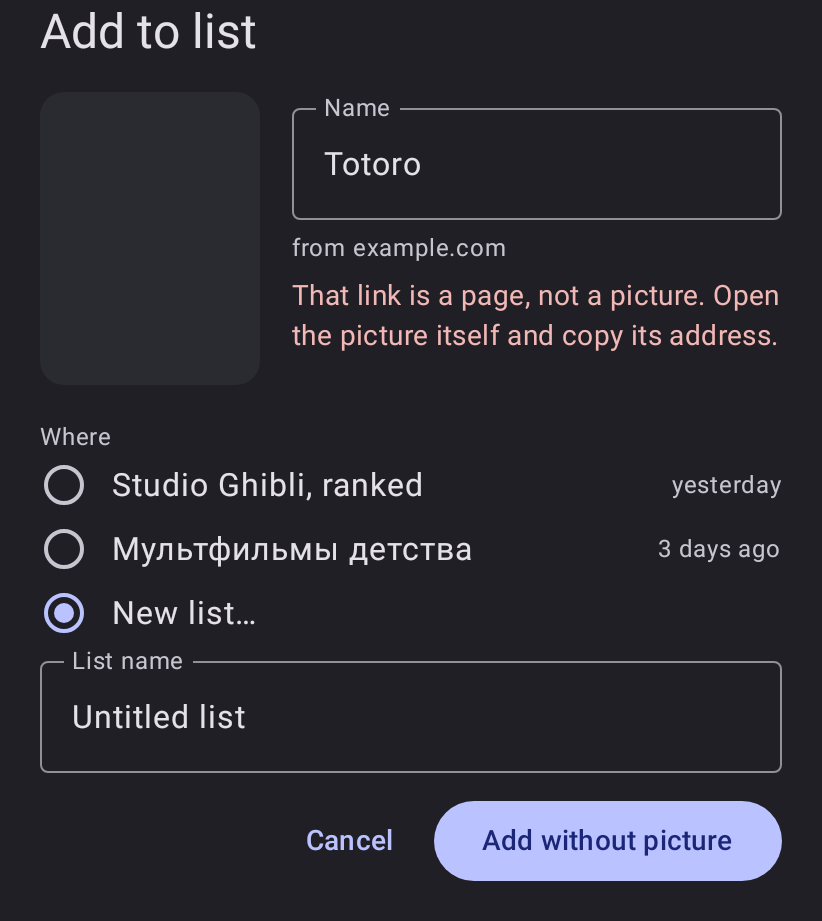 Add to list
Name
Totoro
from example.com
That link is a page, not a picture. Open
the picture itself and copy its address.
Where
Studio Ghibli, ranked yesterday
Мультфильмы детства 3 days ago
New list…
List name
Untitled list
Cancel Add without picture